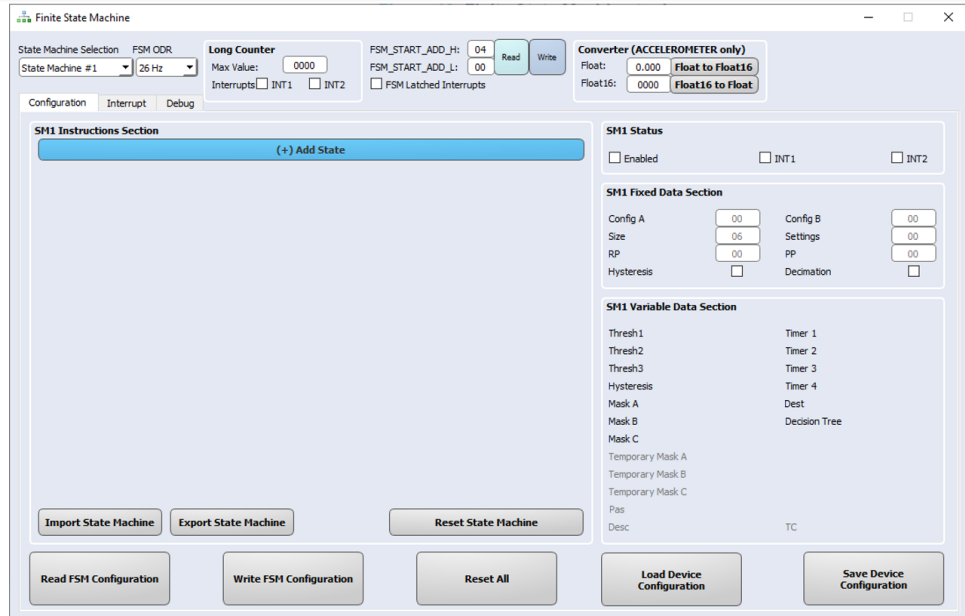 Finite State Machine
State Machine Selection FSM ODR
State Machine #1 26 Hz
Long Counter
Max Value: 0000
Interrupts INT1 INT2
FSM_START_ADD_H: 04
FSM_START_ADD_L: 00
Read Write
FSM Latched Interrupts
Converter (ACCELEROMETER only)
Float: 0.000 Float to Float16
Float16: 0000 Float16 to Float
Configuration Interrupt Debug
SM1 Instructions Section
(+) Add State
Import State Machine Export State Machine Reset State Machine
SM1 Status
Enabled INT1 INT2
SM1 Fixed Data Section
Config A 00 Config B 00
Size 06 Settings 00
RP 00 PP 00
Hysteresis Decimation
SM1 Variable Data Section
Thresh1 Timer 1
Thresh2 Timer 2
Thresh3 Timer 3
Hysteresis Timer 4
Mask A Dest
Mask B Decision Tree
Mask C
Temporary Mask A
Temporary Mask B
Temporary Mask C
Pas
Desc TC
Read FSM Configuration Write FSM Configuration Reset All Load Device Configuration Save Device Configuration